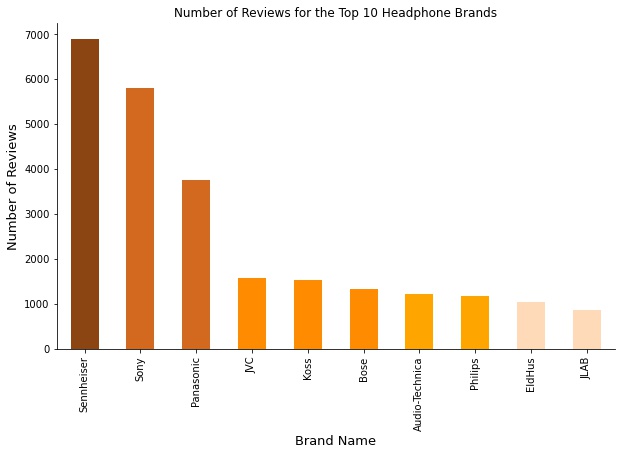 Number of Reviews for the Top 10 Headphone Brands
Number of Reviews
7000
6000
5000
4000
3000
2000
1000
0
Sennheiser
Sony
Panasonic
JVC
Koss
Bose
Audio-Technica
Philips
EldHus
JLAB
Brand Name